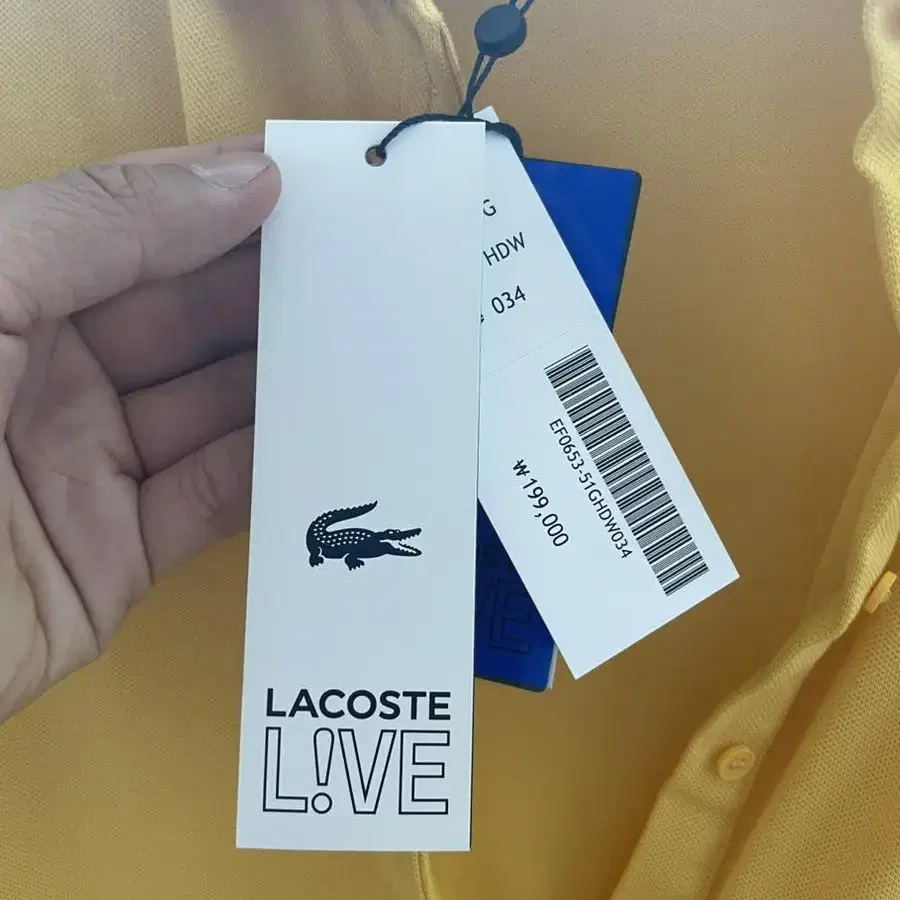 LACOSTE
L!VE
G
HDW
034
EF0653-51GHDW034
₩199,000